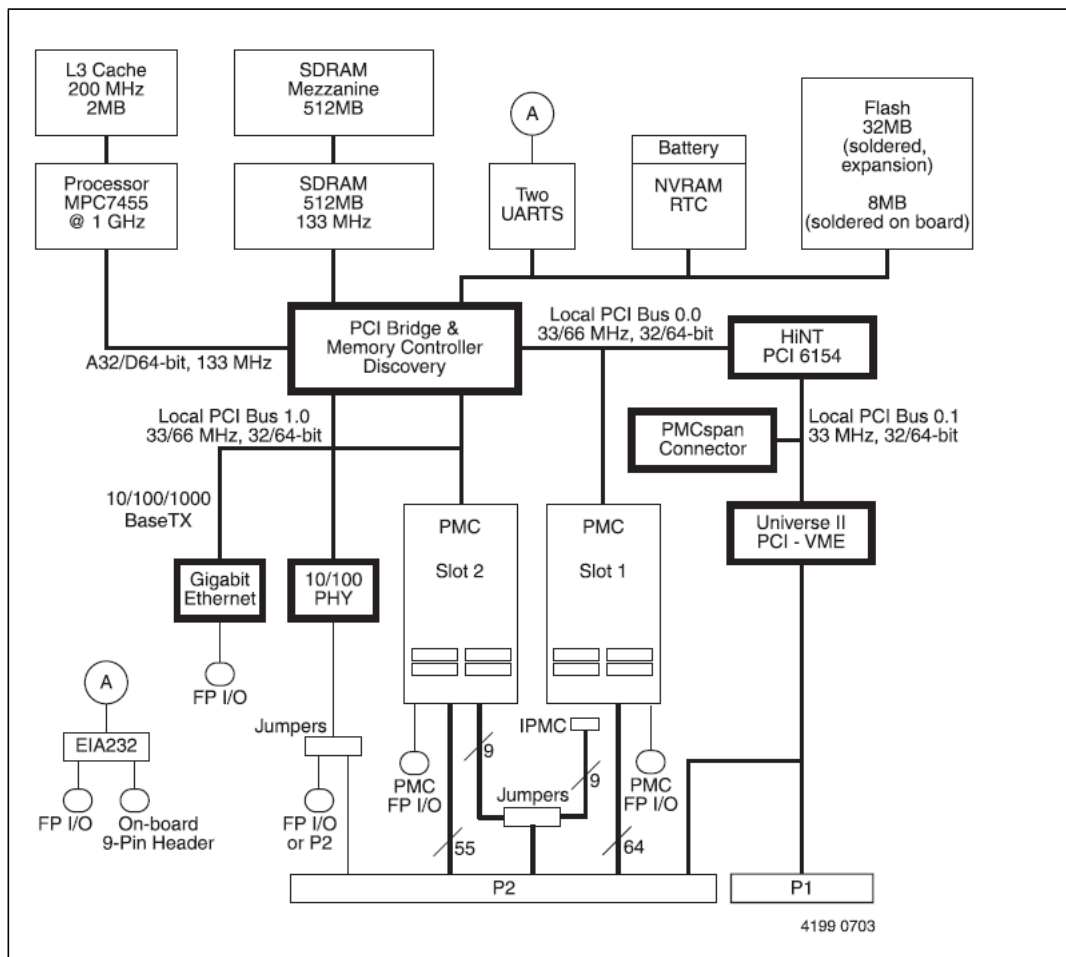 L3 Cache
200 MHz
2MB
SDRAM
Mezzanine
512MB
A
Flash
32MB
(soldered,
expansion)
8MB
(soldered on board)
Battery
NVRAM
RTC
Processor
MPC7455
@ 1 GHz
SDRAM
512MB
133 MHz
Two
UARTS
PCI Bridge &
Memory Controller
Discovery
Local PCI Bus 0.0
33/66 MHz, 32/64-bit
HiNT
PCI 6154
A32/D64-bit, 133 MHz
Local PCI Bus 1.0
33/66 MHz, 32/64-bit
PMCspan
Connector
Local PCI Bus 0.1
33 MHz, 32/64-bit
10/100/1000
BaseTX
PMC
Slot 2
PMC
Slot 1
Universe II
PCI - VME
Gigabit
Ethernet
10/100
PHY
FP I/O
A
EIA232
FP I/O
On-board
9-Pin Header
Jumpers
FP I/O
or P2
PMC
FP I/O
9
IPMC
9
Jumpers
PMC
FP I/O
55
64
P2
P1
4199 0703